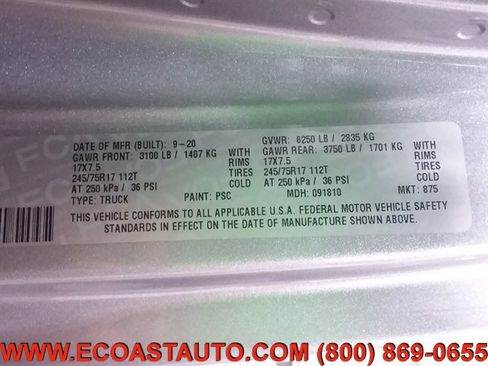 DATE OF MFR (BUILT): 9-20 GVWR: 6250 LB / 2835 KG
GAWR FRONT: 3100 LB / 1407 KG WITH GAWR REAR: 3750 LB / 1701 KG WITH
17X7.5 RIMS 17X7.5 RIMS
245/75R17 112T TIRES 245/75R17 112T TIRES
AT 250 kPa / 36 PSI COLD AT 250 kPa / 36 PSI COLD
TYPE: TRUCK PAINT: PSC MDH: 091810 MKT: 875
THIS VEHICLE CONFORMS TO ALL APPLICABLE U.S.A. FEDERAL MOTOR VEHICLE SAFETY
STANDARDS IN EFFECT ON THE DATE OF MANUFACTURE SHOWN ABOVE.
WWW.ECOASTAUTO.COM (800) 869-0655